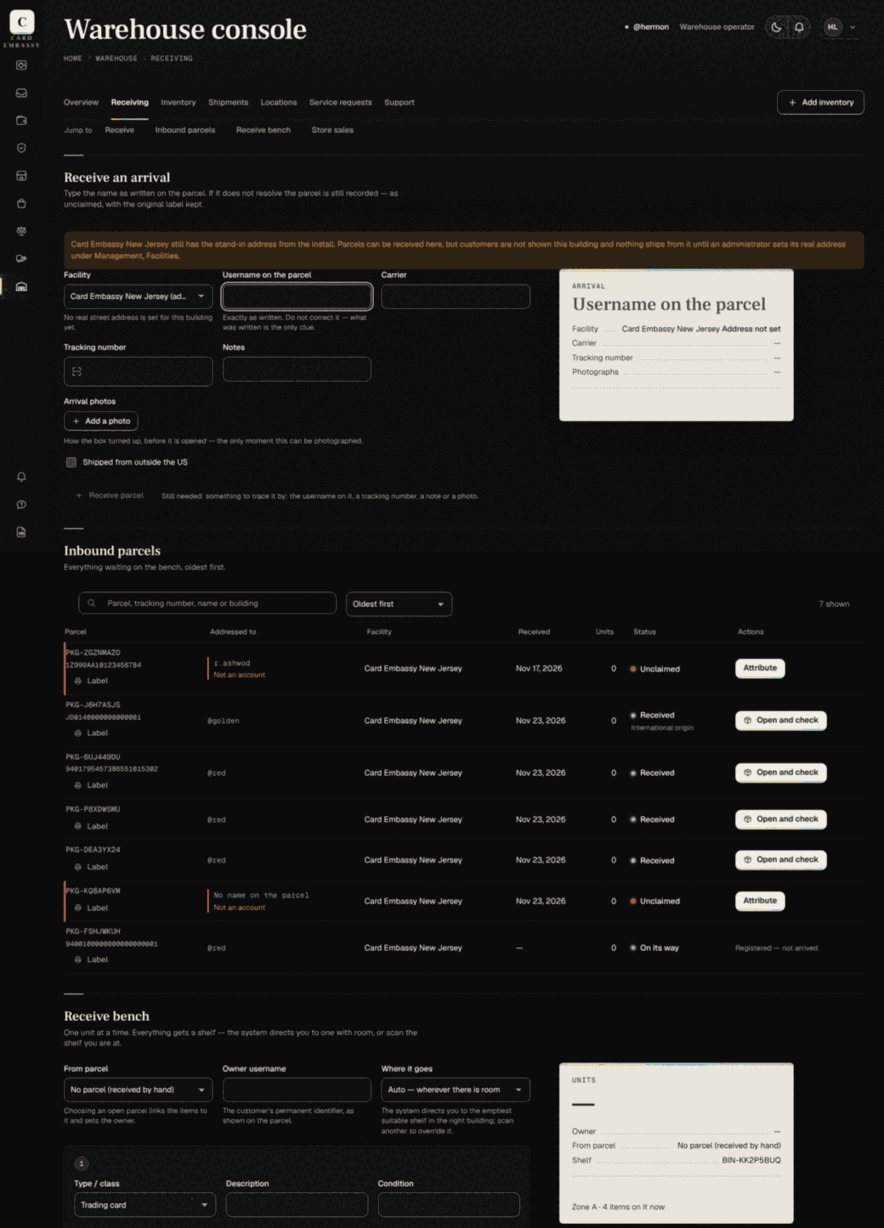 C
CARD
EMBASSY
Warehouse console
@hermon
Warehouse operator
HL
HOME › WAREHOUSE › RECEIVING
Overview
Receiving
Inventory
Shipments
Locations
Service requests
Support
+ Add inventory
Jump to
Receive
Inbound parcels
Receive bench
Store sales
Receive an arrival
Type the name as written on the parcel. If it does not resolve the parcel is still recorded — as
unclaimed, with the original label kept.
Card Embassy New Jersey still has the stand-in address from the install. Parcels can be received here, but customers are not shown this building and nothing ships from it until an administrator sets its real address
under Management, Facilities.
Facility
Username on the parcel
Carrier
Card Embassy New Jersey (ad...
No real street address is set for this building
yet.
Exactly as written. Do not correct it — what
was written is the only clue.
ARRIVAL
Username on the parcel
Facility Card Embassy New Jersey Address not set
Carrier —
Tracking number —
Photographs —
Tracking number
Notes
Arrival photos
+ Add a photo
How the box turned up, before it is opened — the only moment this can be photographed.
Shipped from outside the US
+ Receive parcel
Still needed: something to trace it by: the username on it, a tracking number, a note or a photo.
Inbound parcels
Everything waiting on the bench, oldest first.
Parcel, tracking number, name or building
Oldest first
7 shown
Parcel
Addressed to
Facility
Received
Units
Status
Actions
PKG-ZGZNMA2D
1Z999AA10123456784
Label
r.ashwod
Not an account
Card Embassy New Jersey
Nov 17, 2026
0
Unclaimed
Attribute
PKG-J6H7ASJS
JD0140000000000001
Label
@golden
Card Embassy New Jersey
Nov 23, 2026
0
Received
International origin
Open and check
PKG-6UJ449DU
9401795457386551015302
Label
@red
Card Embassy New Jersey
Nov 23, 2026
0
Received
Open and check
PKG-P8XDWSMU
Label
@red
Card Embassy New Jersey
Nov 23, 2026
0
Received
Open and check
PKG-DEA3YX24
Label
@red
Card Embassy New Jersey
Nov 23, 2026
0
Received
Open and check
PKG-KQ8AP6VM
Label
No name on the parcel
Not an account
Card Embassy New Jersey
Nov 23, 2026
0
Unclaimed
Attribute
PKG-FSHJWKUH
Label
@red
Card Embassy New Jersey
—
0
On its way
Registered — not arrived
Receive bench
One unit at a time. Everything gets a shelf — the system directs you to one with room, or scan the
shelf you are at.
From parcel
Owner username
Where it goes
No parcel (received by hand)
Auto — wherever there is room
Choosing an open parcel links the items to
it and sets the owner.
The customer's permanent identifier, as
shown on the parcel.
The system directs you to the emptiest
suitable shelf in the right building; scan
another to override it.
UNITS
—
Owner —
From parcel No parcel (received by hand)
Shelf BIN-KK2P5BUQ
Zone A · 4 items on it now
1
Type / class
Description
Condition
Trading card